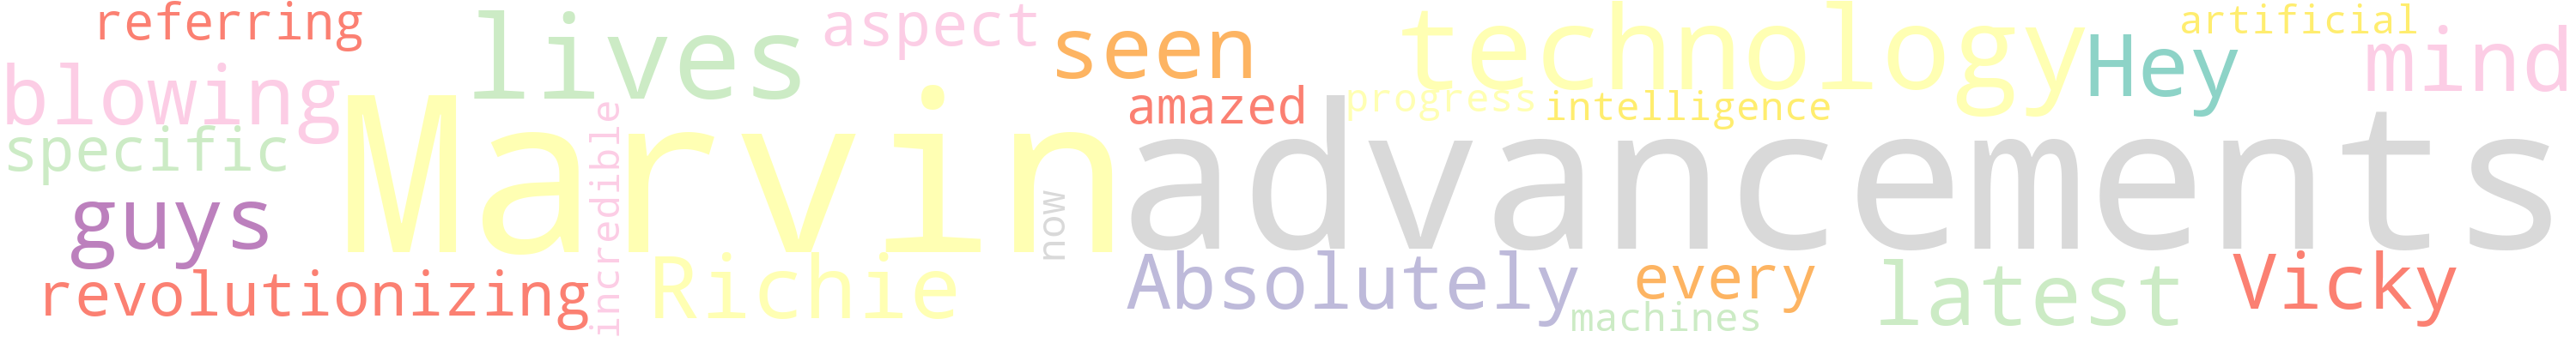 referring
lives
aspect
seen
technology
artificial
Hey
mind
blowing
Marvin
amazed
progress
intelligence
advancements
specific
incredible
now
guys
Richie
Absolutely
every
latest
Vicky
revolutionizing
machines